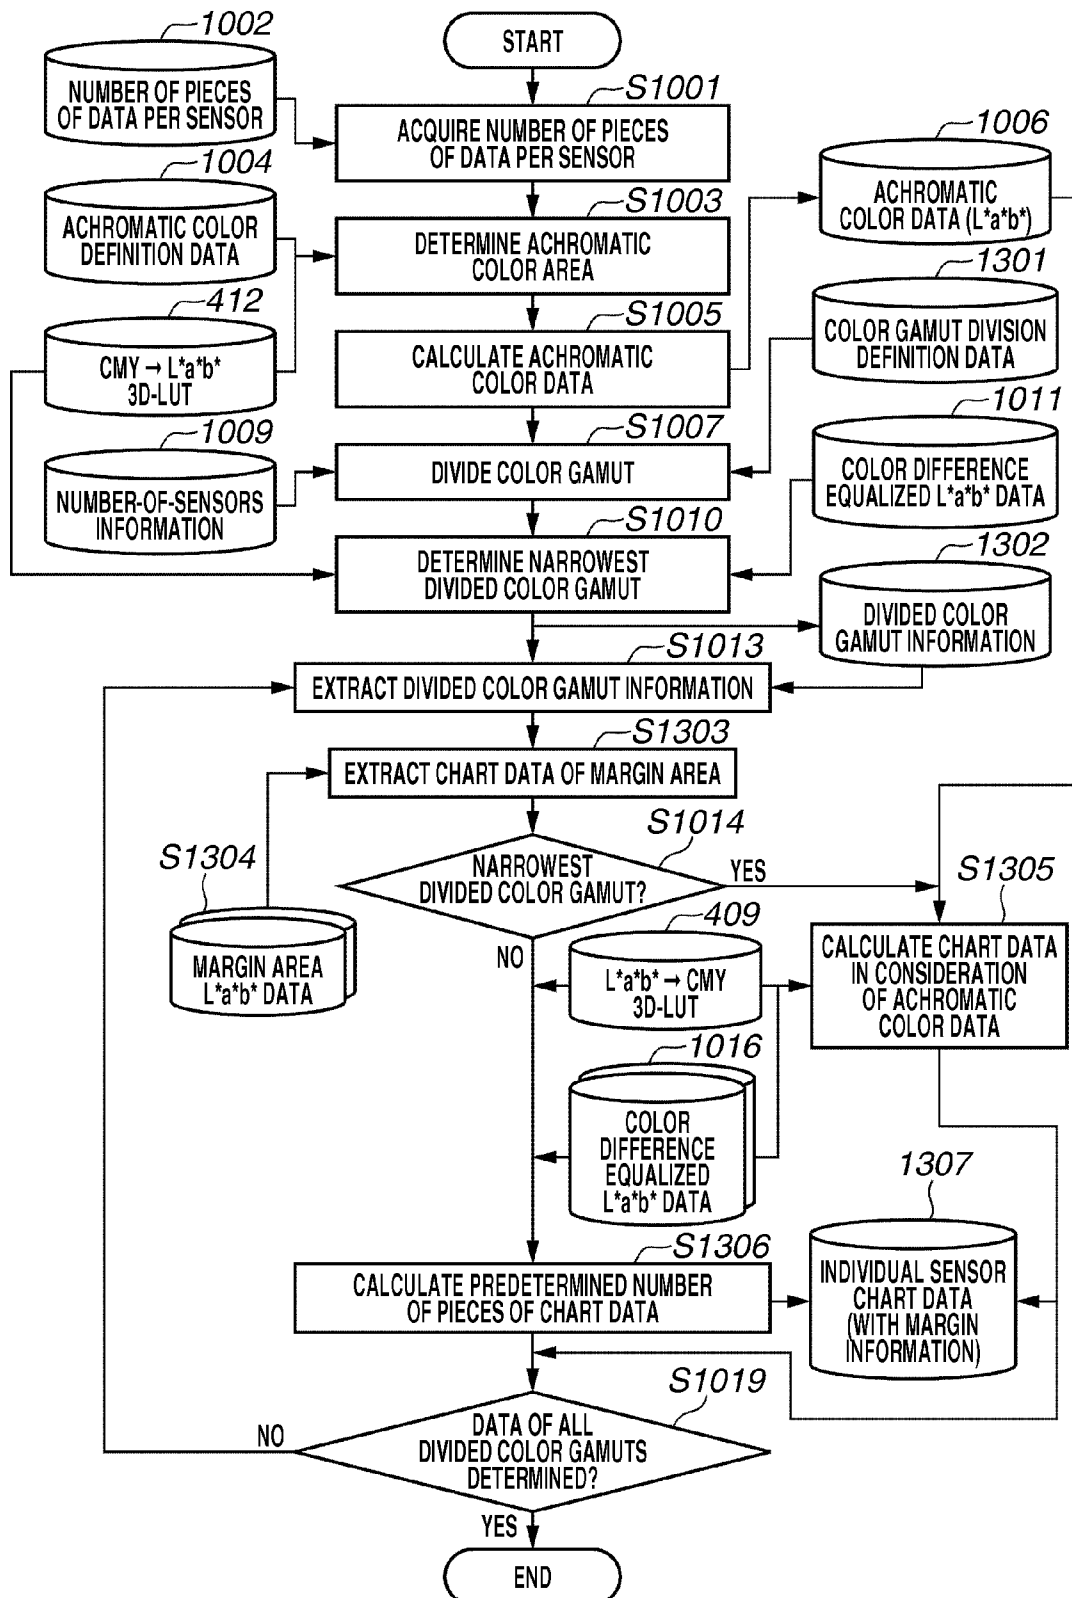 START
1002
NUMBER OF PIECES
OF DATA PER SENSOR
S1001
ACQUIRE NUMBER OF PIECES
OF DATA PER SENSOR
1006
ACHROMATIC
COLOR DATA (L*a*b*)
1004
ACHROMATIC COLOR
DEFINITION DATA
S1003
DETERMINE ACHROMATIC
COLOR AREA
1301
COLOR GAMUT DIVISION
DEFINITION DATA
412
CMY → L*a*b*
3D-LUT
S1005
CALCULATE ACHROMATIC
COLOR DATA
1011
COLOR DIFFERENCE
EQUALIZED L*a*b* DATA
1009
NUMBER-OF-SENSORS
INFORMATION
S1007
DIVIDE COLOR GAMUT
S1010
DETERMINE NARROWEST
DIVIDED COLOR GAMUT
1302
DIVIDED COLOR
GAMUT INFORMATION
S1013
EXTRACT DIVIDED COLOR GAMUT INFORMATION
S1303
EXTRACT CHART DATA OF MARGIN AREA
S1304
MARGIN AREA
L*a*b* DATA
S1014
NARROWEST
DIVIDED COLOR GAMUT?
YES
NO
S1305
CALCULATE CHART DATA
IN CONSIDERATION
OF ACHROMATIC
COLOR DATA
409
L*a*b* → CMY
3D-LUT
1016
COLOR
DIFFERENCE
EQUALIZED
L*a*b* DATA
1307
INDIVIDUAL SENSOR
CHART DATA
(WITH MARGIN
INFORMATION)
S1306
CALCULATE PREDETERMINED NUMBER
OF PIECES OF CHART DATA
S1019
DATA OF ALL
DIVIDED COLOR GAMUTS
DETERMINED?
NO
YES
END